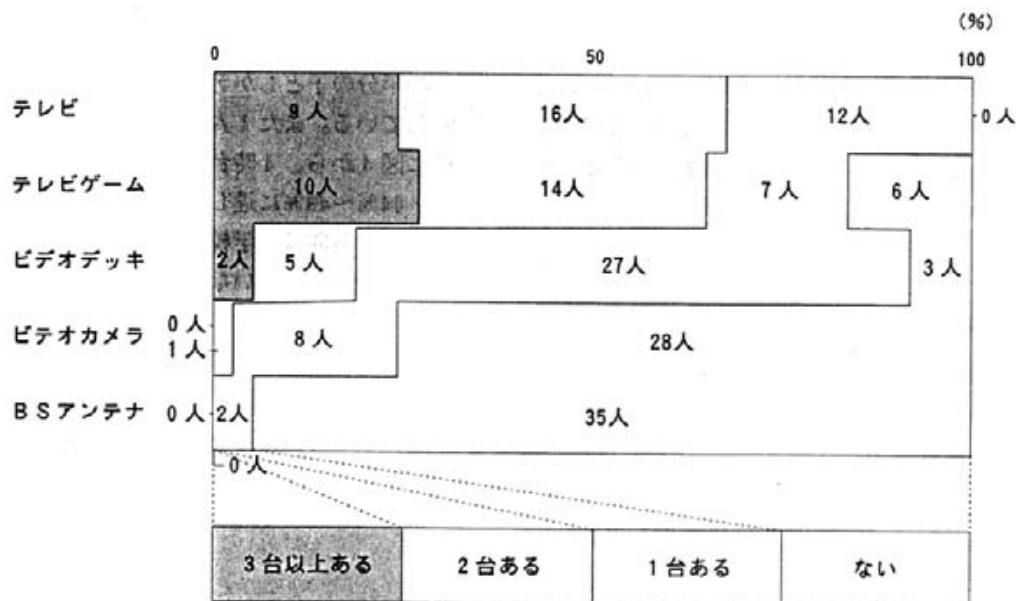 (%)
0 50 100
テレビ 9人 16人 12人 0人
テレビゲーム 10人 14人 7人 6人
ビデオデッキ 2人 5人 27人 3人
ビデオカメラ 0人 1人 8人 28人
BSアンテナ 0人 2人 35人
0人
3台以上ある 2台ある 1台ある ない